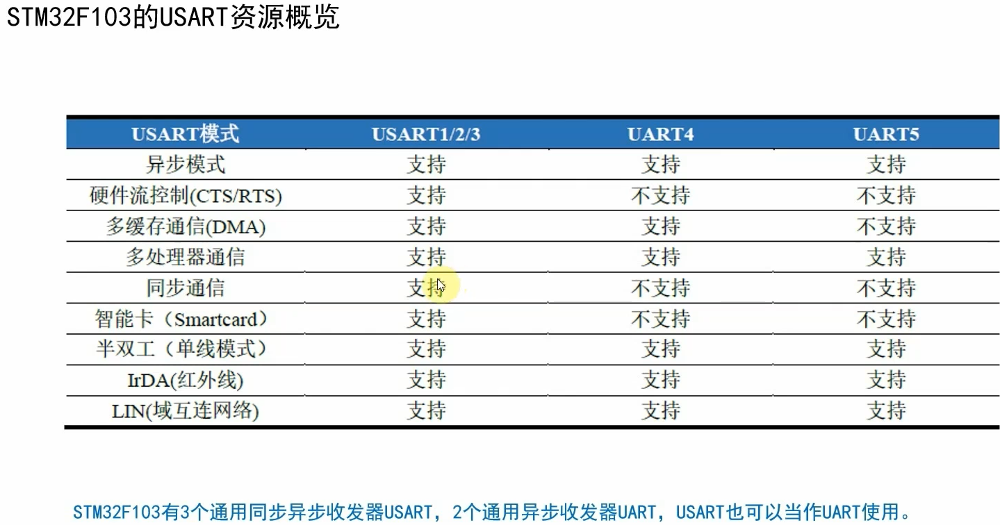 STM32F103的USART资源概览
USART模式 USART1/2/3 UART4 UART5
异步模式 支持 支持 支持
硬件流控制(CTS/RTS) 支持 不支持 不支持
多缓存通信(DMA) 支持 支持 不支持
多处理器通信 支持 支持 支持
同步通信 支持 不支持 不支持
智能卡（Smartcard） 支持 不支持 不支持
半双工（单线模式） 支持 支持 支持
IrDA(红外线) 支持 支持 支持
LIN(域互连网络) 支持 支持 支持
STM32F103有3个通用同步异步收发器USART，2个通用异步收发器UART，USART也可以当作UART使用。